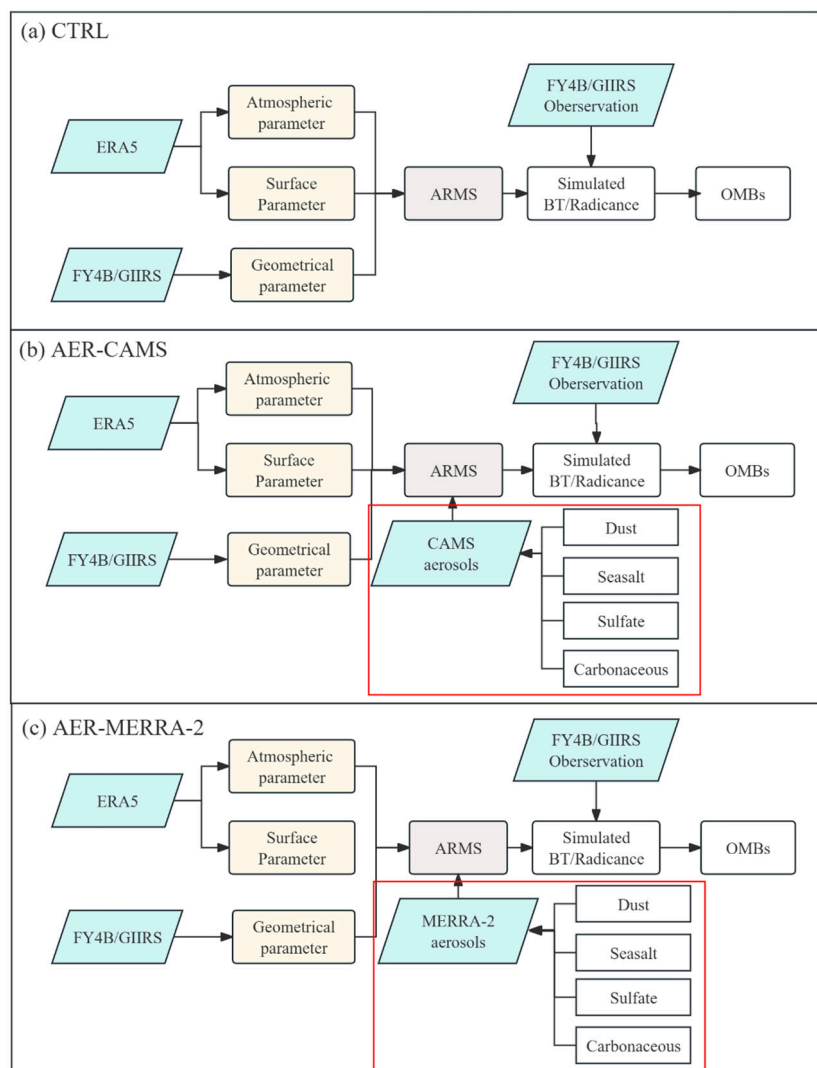 (a) CTRL
FY4B/GIIRS
Oberservation
Atmospheric
parameter
ERA5
Surface
Parameter
ARMS
Simulated
BT/Radicance
OMBs
FY4B/GIIRS
Geometrical
parameter
(b) AER-CAMS
FY4B/GIIRS
Oberservation
Atmospheric
parameter
ERA5
Surface
Parameter
ARMS
Simulated
BT/Radicance
OMBs
FY4B/GIIRS
Geometrical
parameter
CAMS
aerosols
Dust
Seasalt
Sulfate
Carbonaceous
(c) AER-MERRA-2
FY4B/GIIRS
Oberservation
Atmospheric
parameter
ERA5
Surface
Parameter
ARMS
Simulated
BT/Radicance
OMBs
FY4B/GIIRS
Geometrical
parameter
MERRA-2
aerosols
Dust
Seasalt
Sulfate
Carbonaceous